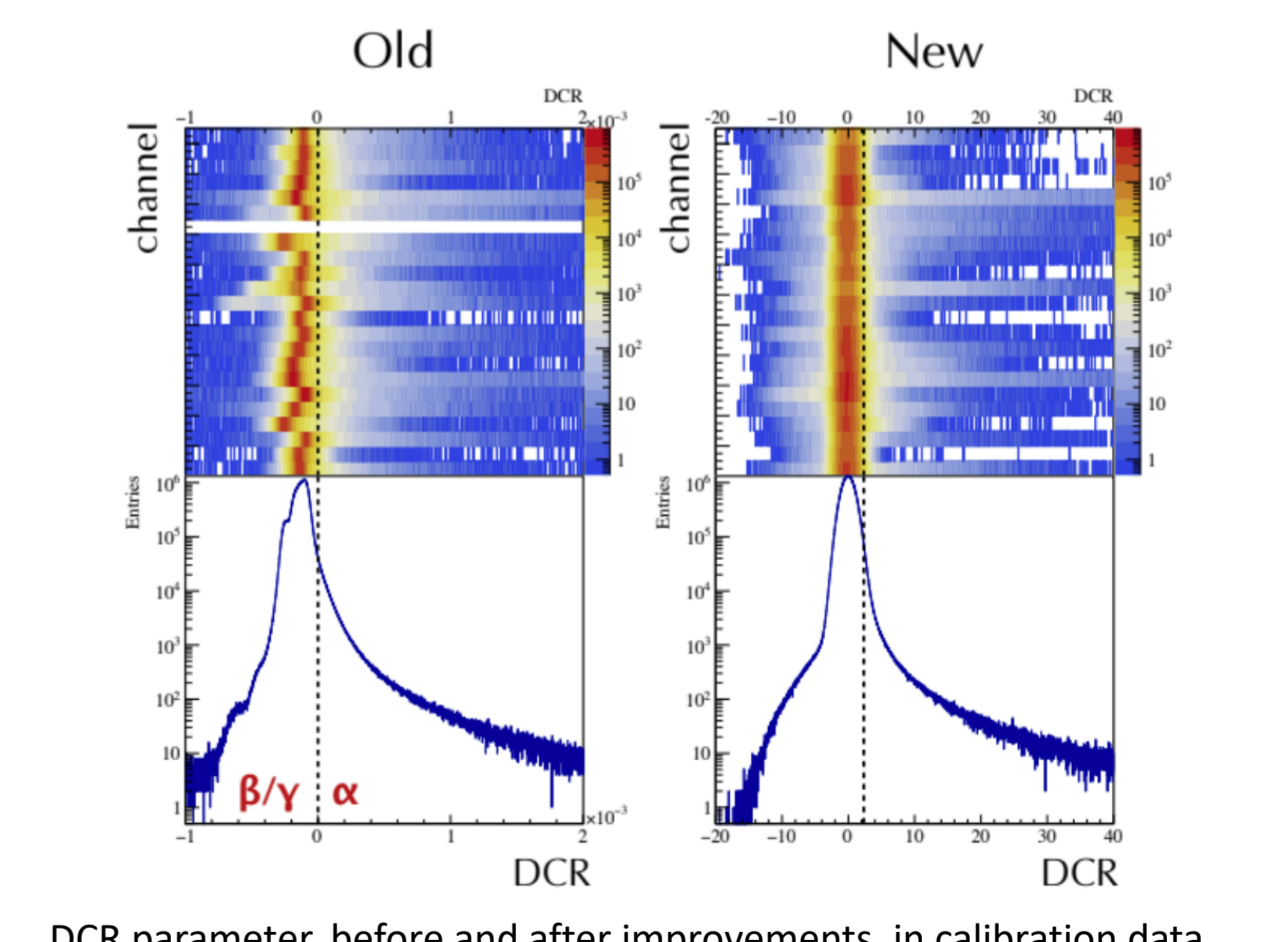 Old New
DCR DCR
−1 0 1 2×10⁻³ -20 −10 0 10 20 30 40
channel channel
10⁵ 10⁵
10⁴ 10⁴
10³ 10³
10² 10²
10 10
1 1
Entries Entries
10⁶ 10⁶
10⁵ 10⁵
10⁴ 10⁴
10³ 10³
10² 10²
10 10
β/γ α
1 1
−1 0 1 2×10⁻³ −20 −10 0 10 20 30 40
DCR DCR
DCR parameter, before and after improvements, in calibration data